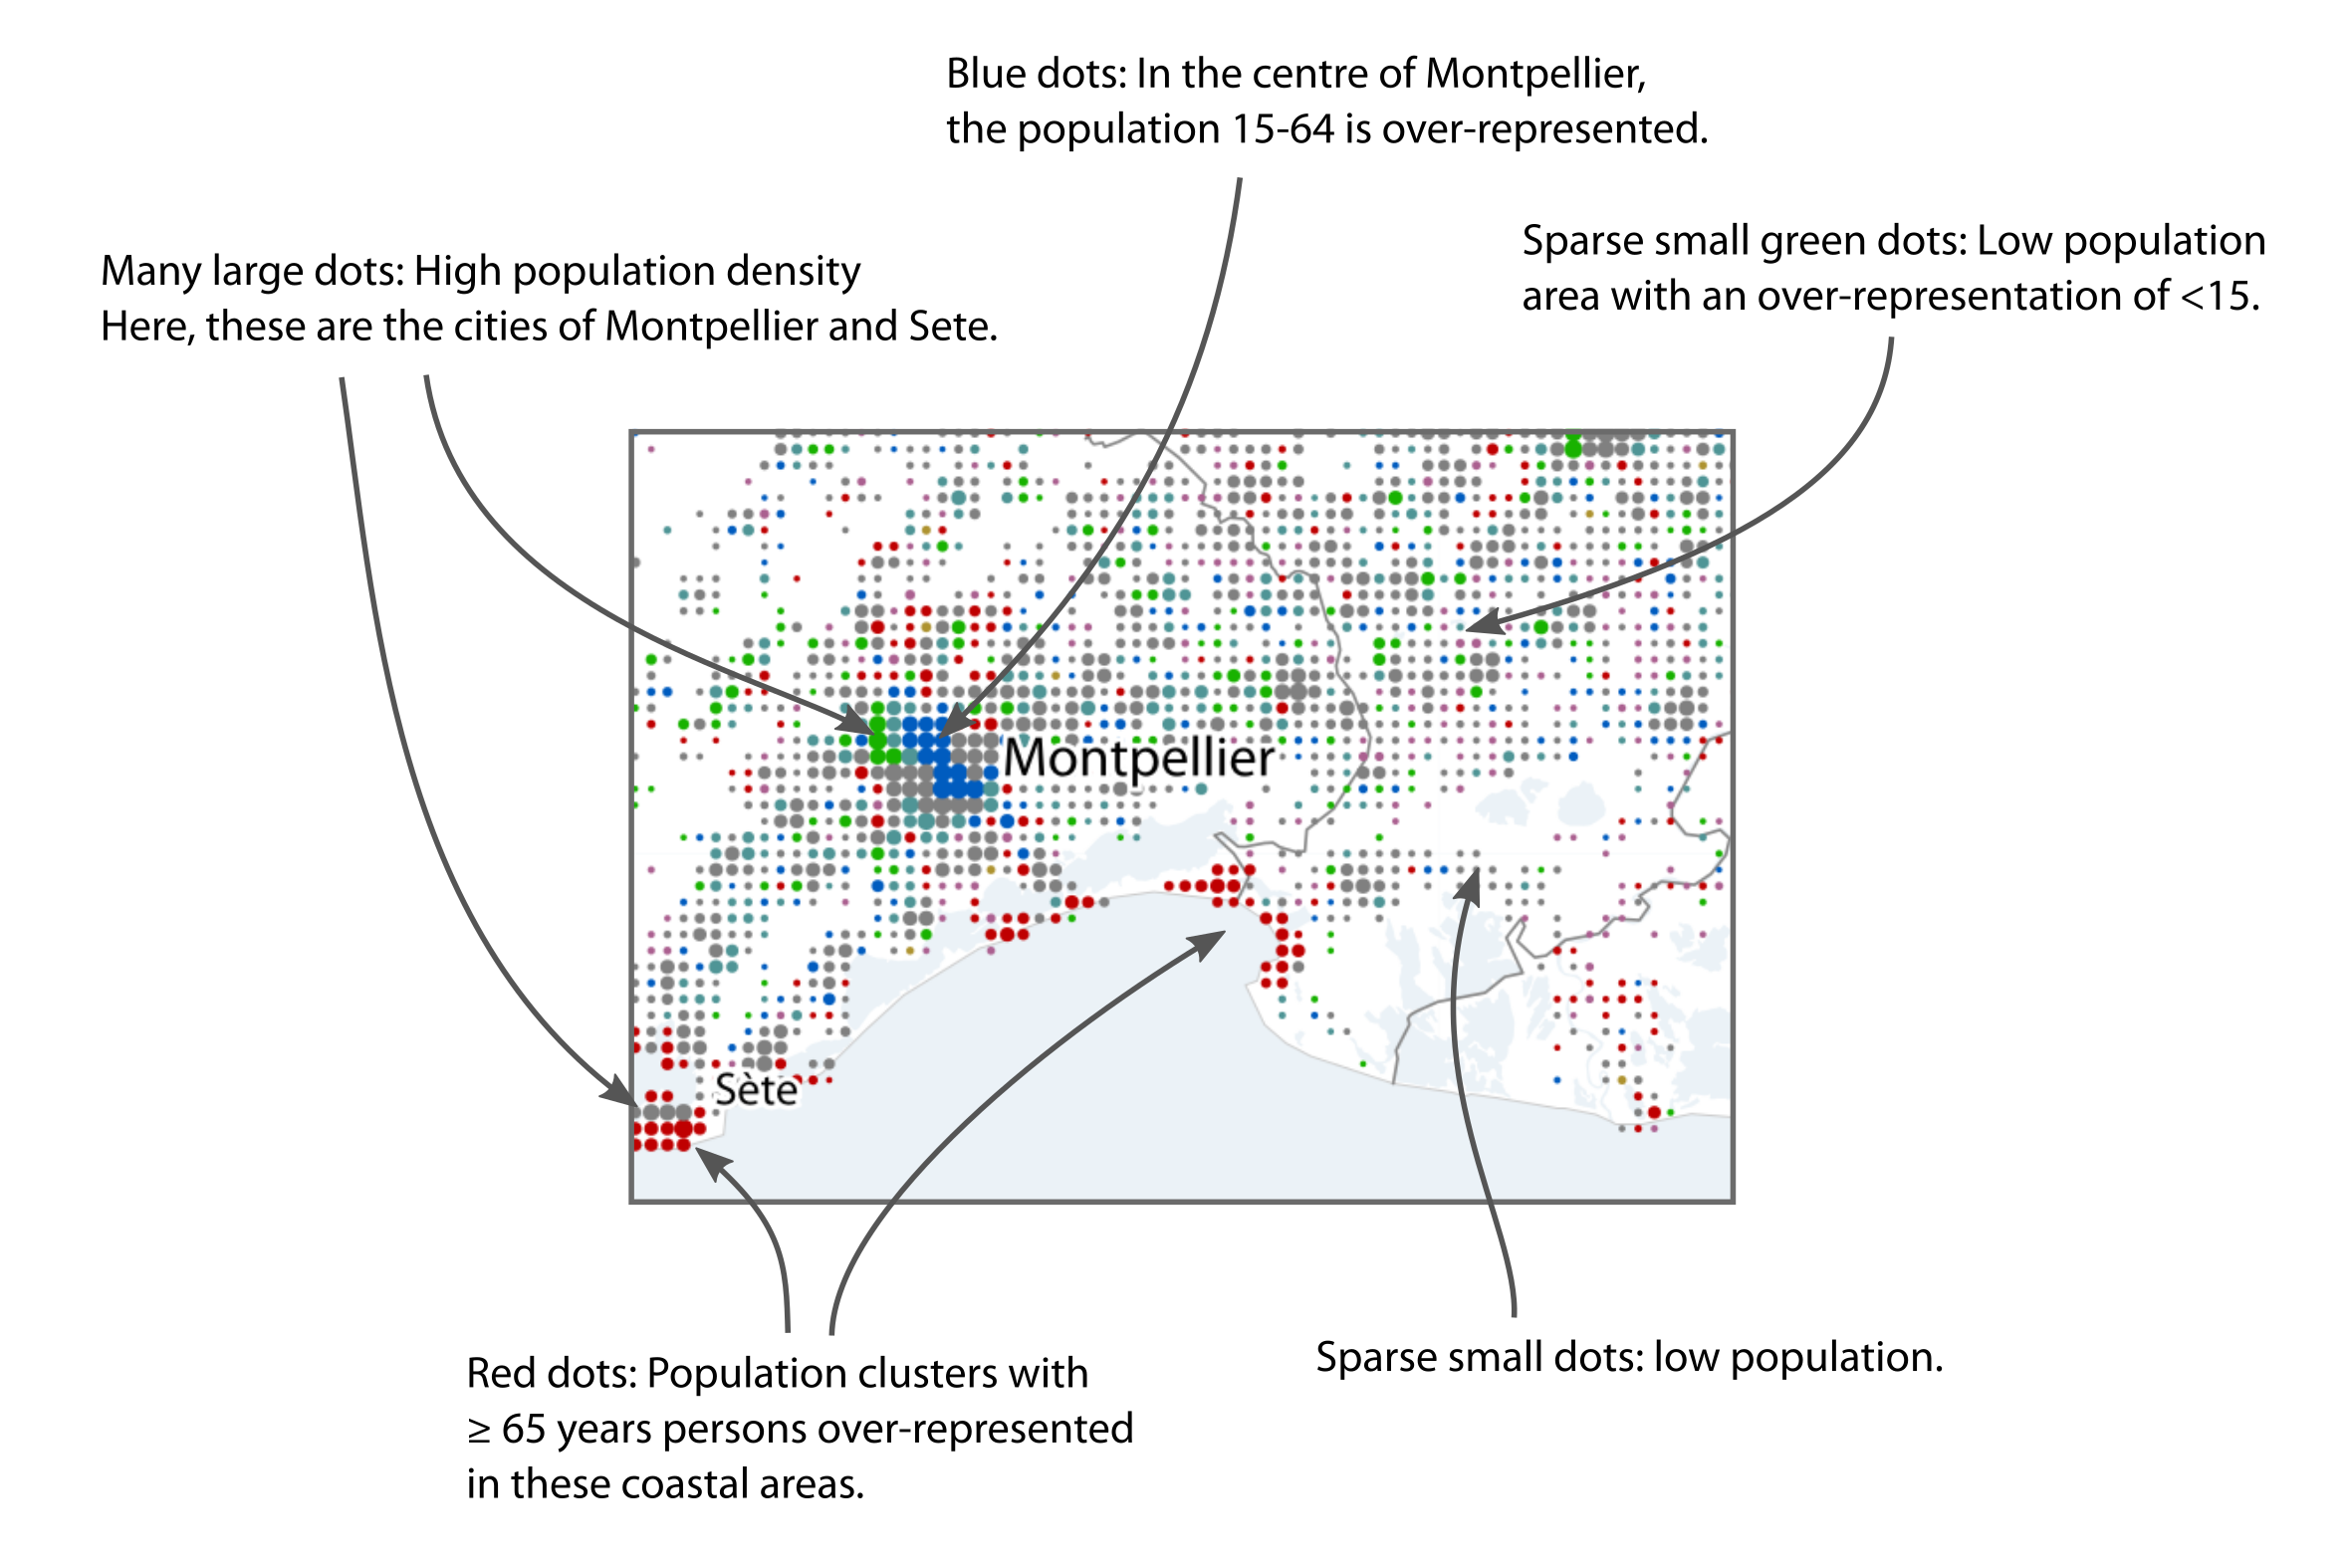 Blue dots: In the centre of Montpellier,
the population 15-64 is over-represented.
Sparse small green dots: Low population
area with an over-representation of <15.
Many large dots: High population density
Here, these are the cities of Montpellier and Sete.
Montpellier
Sète
Sparse small dots: low population.
Red dots: Population clusters with
≥ 65 years persons over-represented
in these coastal areas.